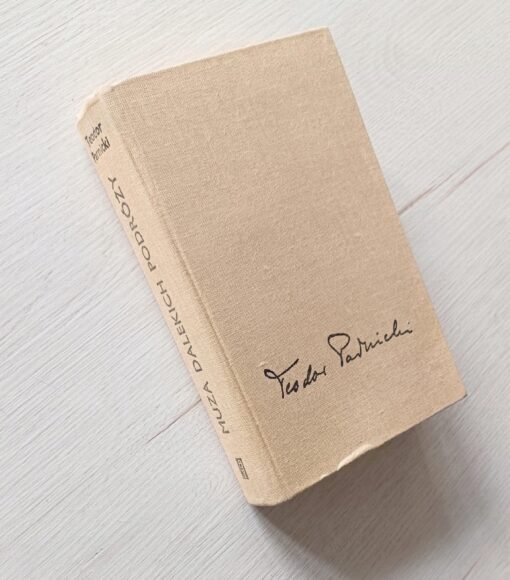 Teodor
Parnicki
MUZA DALEKICH PODRÓŻY
Teodor Parnicki